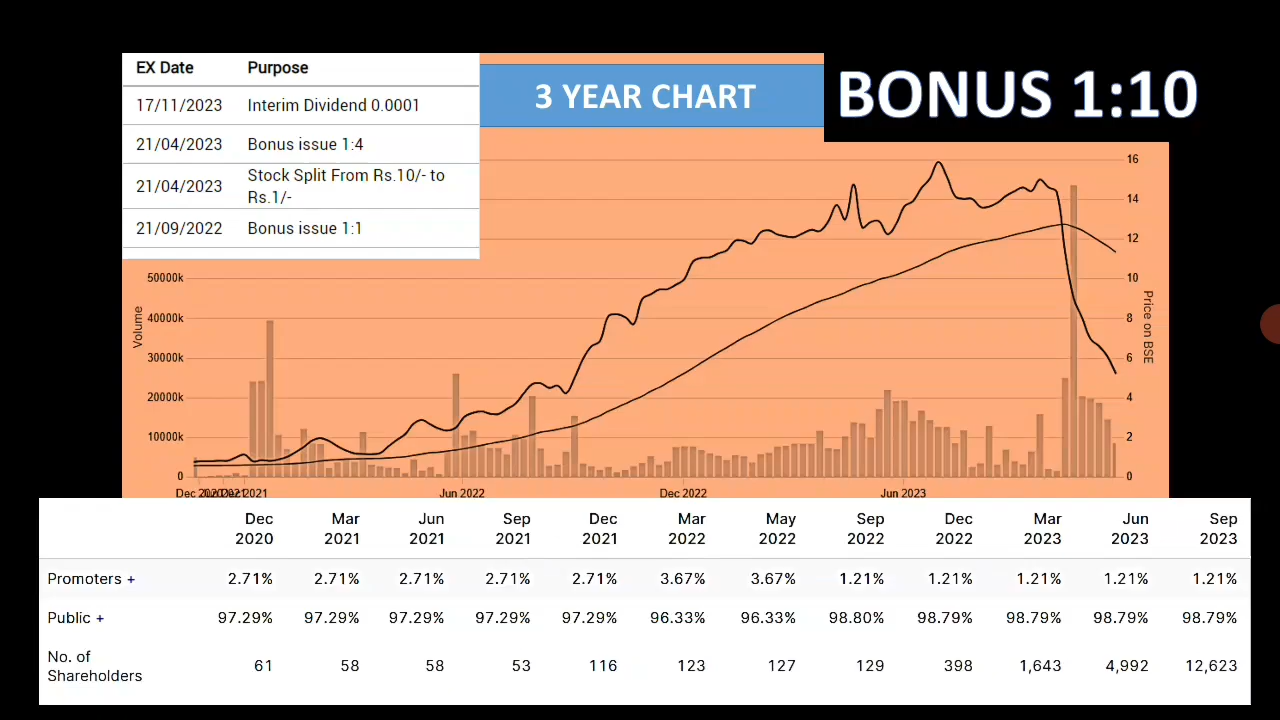 EX Date Purpose
17/11/2023 Interim Dividend 0.0001
21/04/2023 Bonus issue 1:4
21/04/2023 Stock Split From Rs.10/- to
Rs.1/-
21/09/2022 Bonus issue 1:1
3 YEAR CHART
BONUS 1:10
16
14
12
50000k 10
40000k 8
30000k 6
20000k 4
10000k 2
0 0
Volume
Price on BSE
Dec 2020 2021 Jun 2022 Dec 2022 Jun 2023
Dec Mar Jun Sep Dec Mar May Sep Dec Mar Jun Sep
2020 2021 2021 2021 2021 2022 2022 2022 2022 2023 2023 2023
Promoters + 2.71% 2.71% 2.71% 2.71% 2.71% 3.67% 3.67% 1.21% 1.21% 1.21% 1.21% 1.21%
Public + 97.29% 97.29% 97.29% 97.29% 97.29% 96.33% 96.33% 98.80% 98.79% 98.79% 98.79% 98.79%
No. of
Shareholders 61 58 58 53 116 123 127 129 398 1,643 4,992 12,623